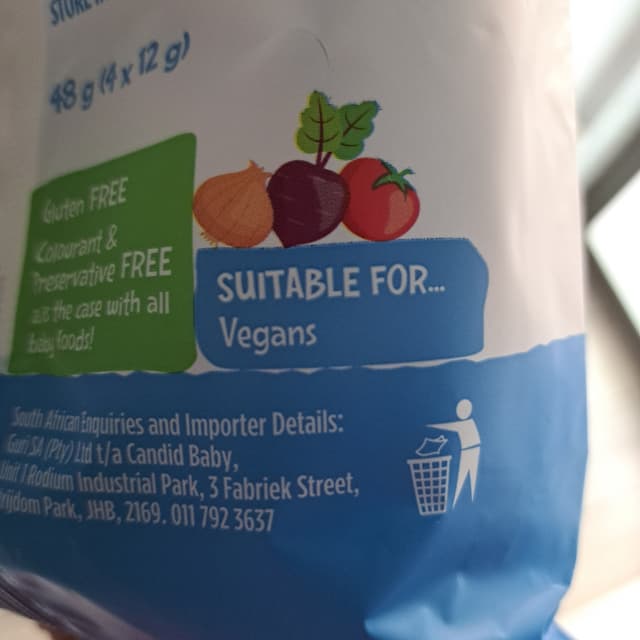 STORE
48 g (4 x 12 g)
Gluten FREE
Colourant &
Preservative FREE
as the case with all
baby foods!
SUITABLE FOR...
Vegans
South African Enquiries and Importer Details:
(Pty) Ltd t/a Candid Baby,
Unit 1 Rodium Industrial Park, 3 Fabriek Street,
Park, JHB, 2169. 011 792 3637